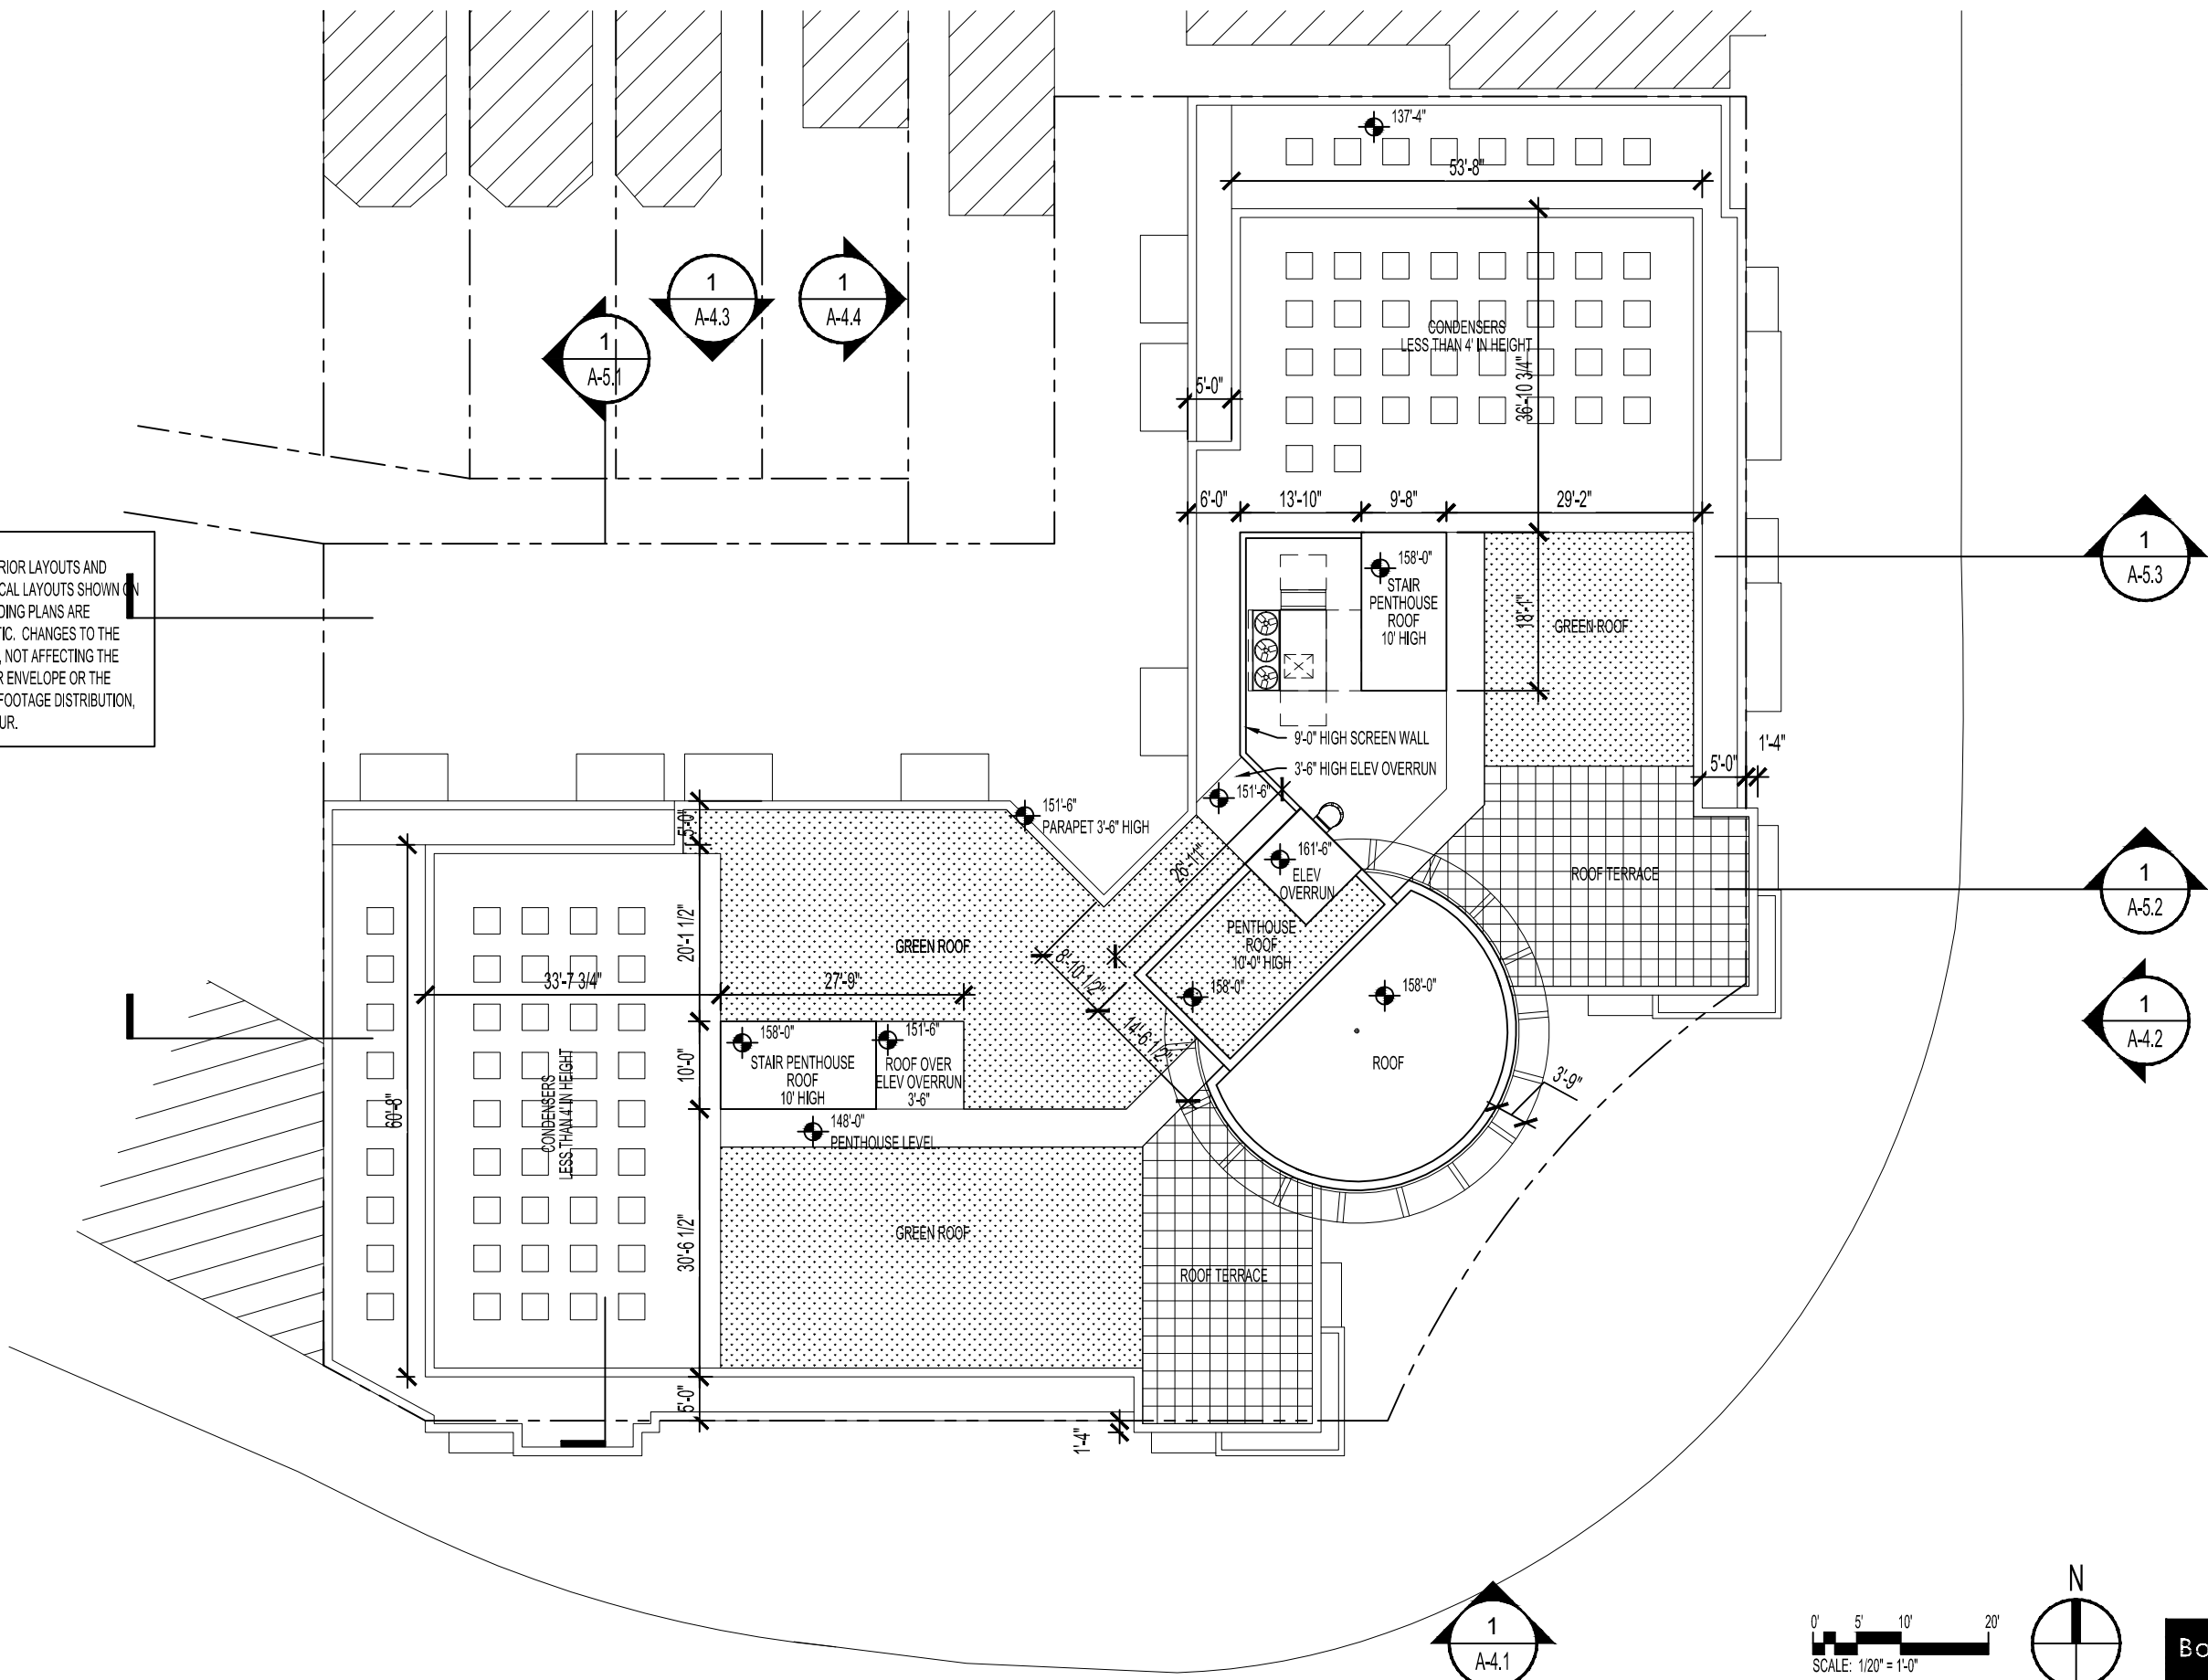 137'-4"
53'-8"
1
A-4.3
1
A-4.4
1
A-5.1
CONDENSERS
LESS THAN 4' IN HEIGHT
36'-10 3/4"
5'-0"
6'-0"
13'-10"
9'-8"
29'-2"
1
A-5.3
158'-0"
STAIR
PENTHOUSE
ROOF
10' HIGH
18'-1"
GREEN ROOF
RIOR LAYOUTS AND
CAL LAYOUTS SHOWN ON
DING PLANS ARE
TIC. CHANGES TO THE
, NOT AFFECTING THE
R ENVELOPE OR THE
FOOTAGE DISTRIBUTION,
UR.
9'-0" HIGH SCREEN WALL
3'-6" HIGH ELEV OVERRUN
1'-4"
5'-0"
151'-6"
151'-6"
PARAPET 3'-6" HIGH
5'-0"
26'-11"
161'-6"
ELEV
OVERRUN
ROOF TERRACE
1
A-5.2
20'-1 1/2"
GREEN ROOF
PENTHOUSE
ROOF
10'-0" HIGH
8'-10 1/2"
33'-7 3/4"
27'-9"
158'-0"
158'-0"
1
A-4.2
158'-0"
STAIR PENTHOUSE
ROOF
10' HIGH
151'-6"
ROOF OVER
ELEV OVERRUN
3'-6"
14'-6 1/2"
ROOF
3'-9"
10'-0"
60'-8"
CONDENSERS
LESS THAN 4' IN HEIGHT
148'-0"
PENTHOUSE LEVEL
30'-6 1/2"
GREEN ROOF
ROOF TERRACE
5'-0"
1'-4"
1
A-4.1
0' 5' 10' 20'
SCALE: 1/20" = 1'-0"
N
Bo